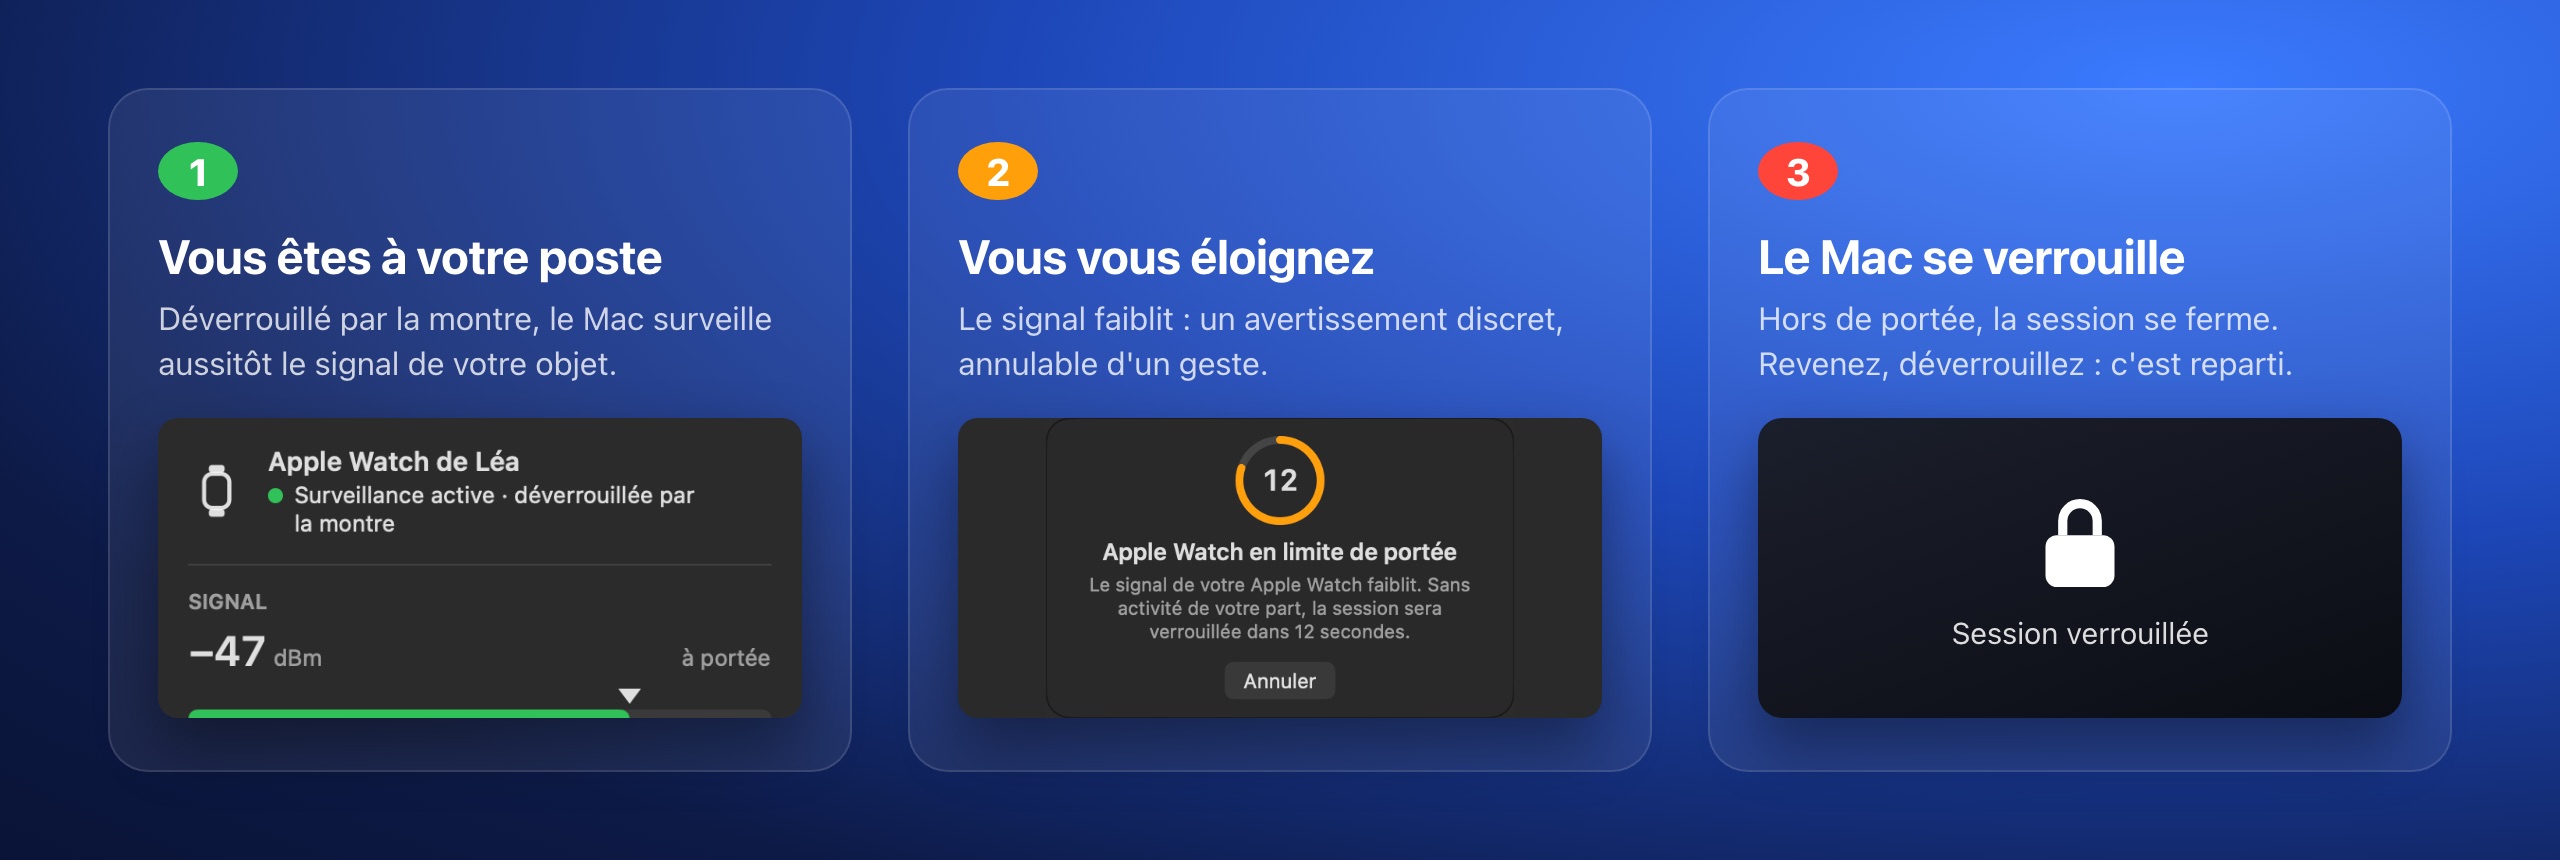 1
Vous êtes à votre poste
Déverrouillé par la montre, le Mac surveille
aussitôt le signal de votre objet.
Apple Watch de Léa
Surveillance active · déverrouillée par
la montre
SIGNAL
−47 dBm
à portée
2
Vous vous éloignez
Le signal faiblit : un avertissement discret,
annulable d'un geste.
12
Apple Watch en limite de portée
Le signal de votre Apple Watch faiblit. Sans
activité de votre part, la session sera
verrouillée dans 12 secondes.
Annuler
3
Le Mac se verrouille
Hors de portée, la session se ferme.
Revenez, déverrouillez : c'est reparti.
Session verrouillée